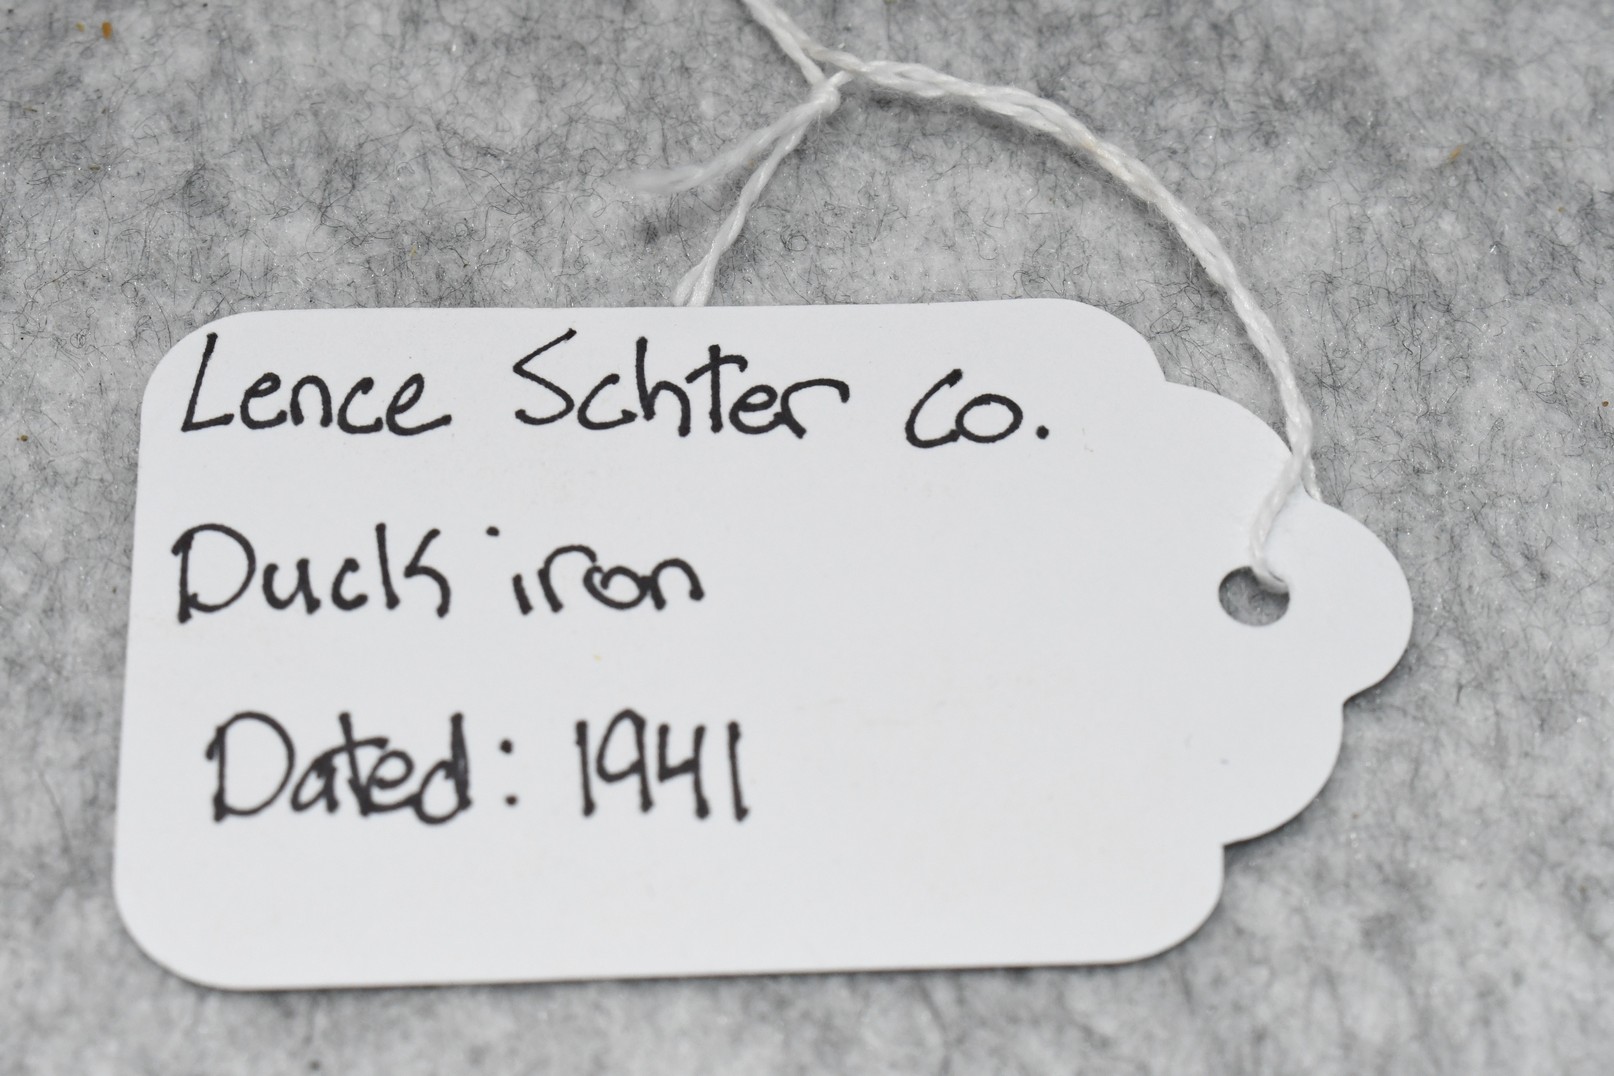 Lence Schter Co.
Duck iron
Dated: 1941